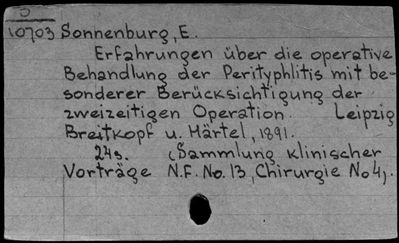 10703 Sonnenburg, E.
Erfahrungen über die operative
Behandlung der Perityphlitis mit be-
sonderer Berücksichtigung der
zweizeitigen Operation. Leipzig
Breitkopf u. Härtel, 1891.
24s. (Sammlung klinischer
Vorträge N.F. No. 13, Chirurgie No 4).